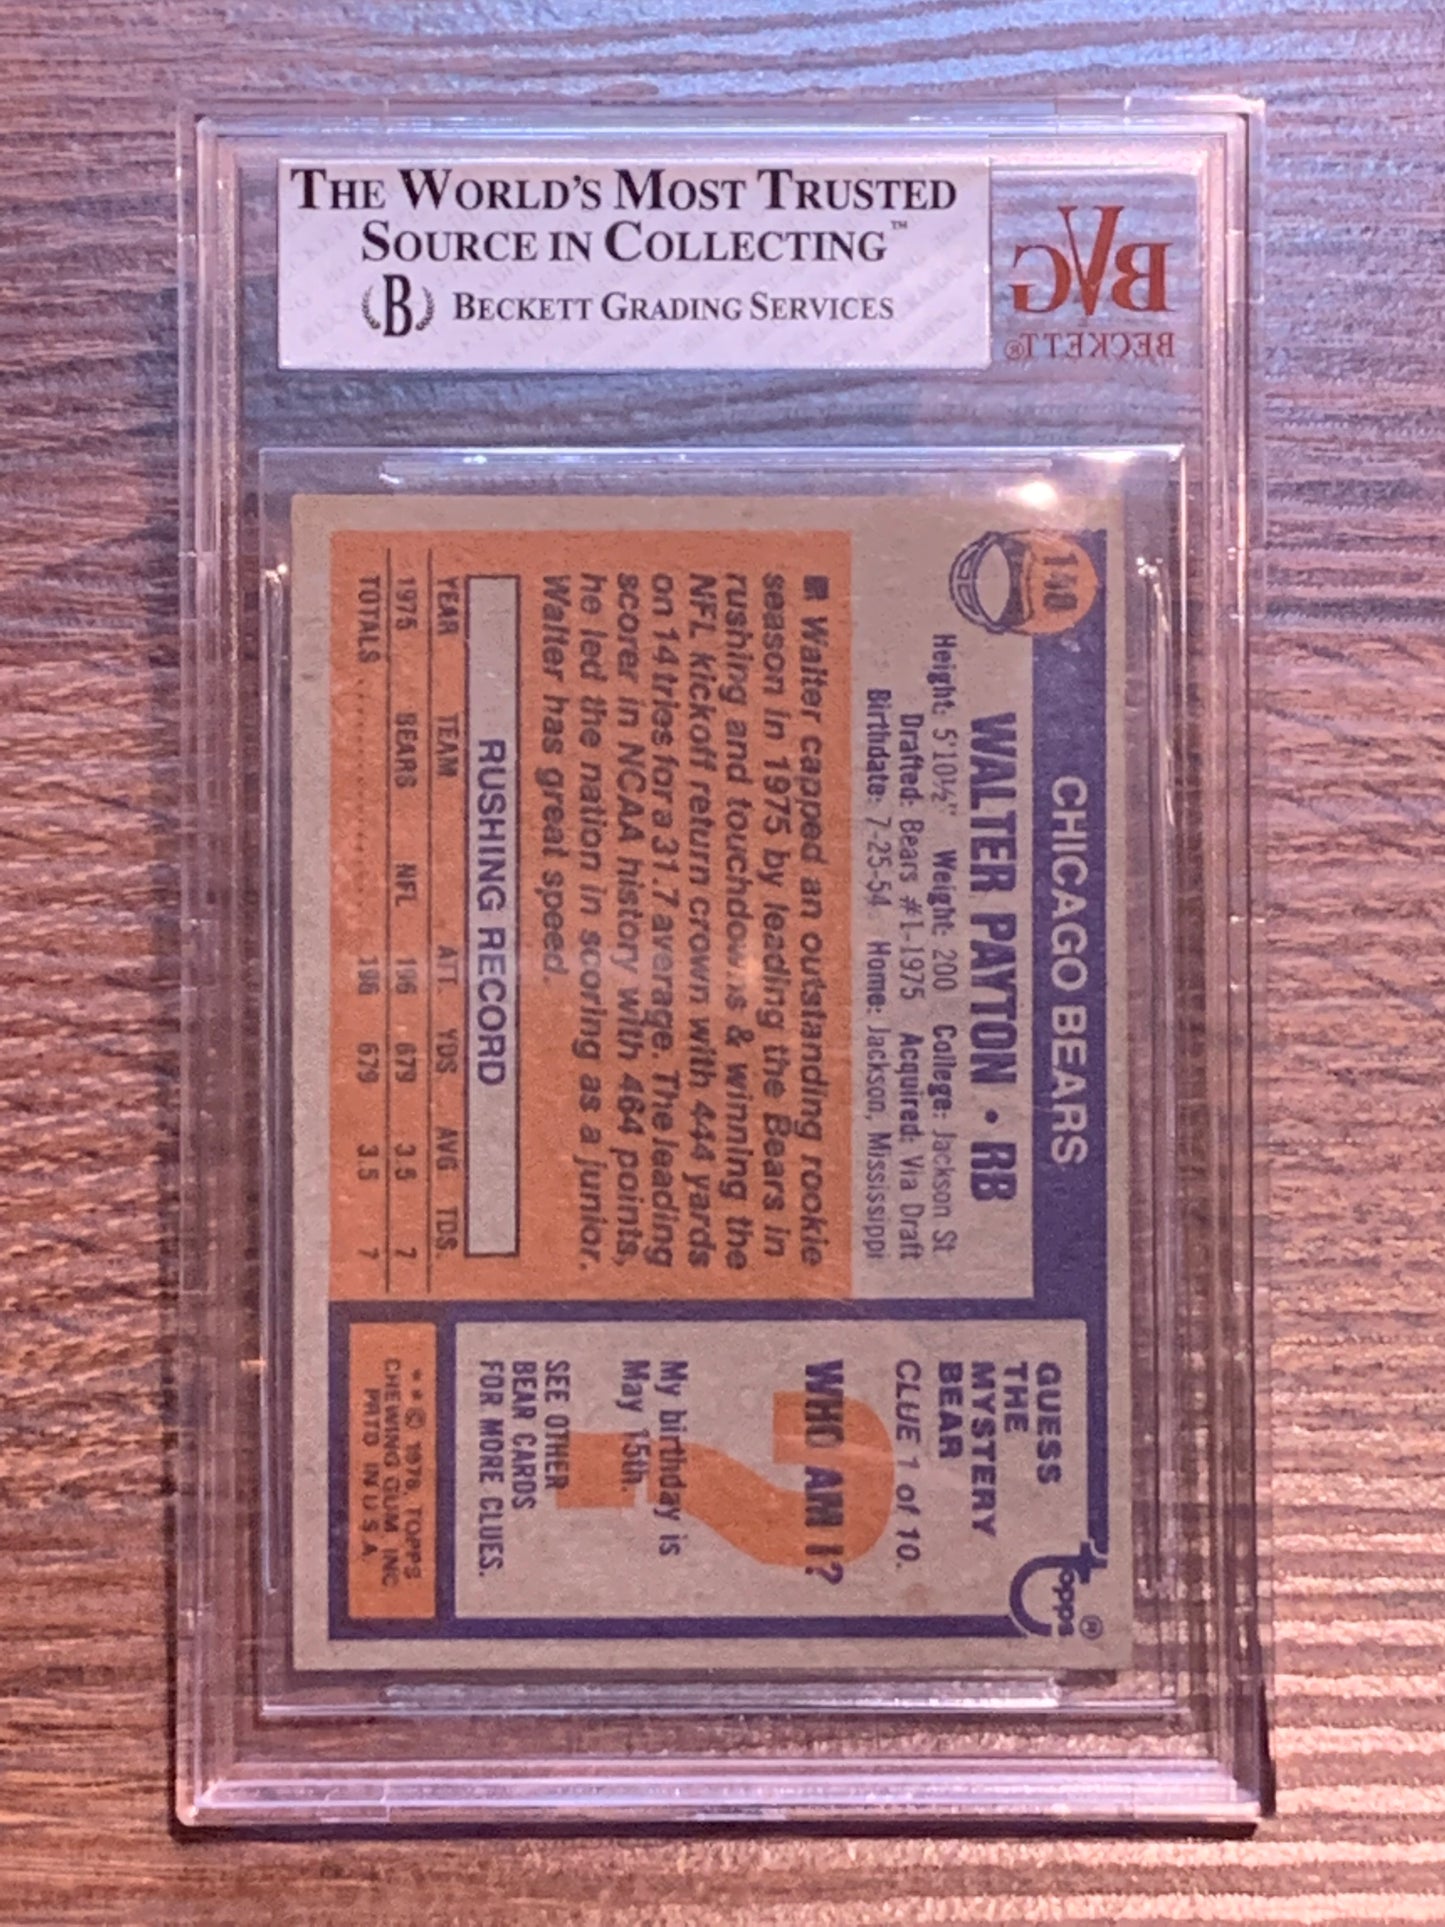 THE WORLD'S MOST TRUSTED
SOURCE IN COLLECTING™
B BECKETT GRADING SERVICES
BVG
BECKETT®
148
CHICAGO BEARS
WALTER PAYTON • RB
Height: 5'10½" Weight: 200 College: Jackson St.
Drafted: Bears #1-1975 Acquired: Via Draft
Birthdate: 7-25-54 Home: Jackson, Mississippi
■ Walter capped an outstanding rookie
season in 1975 by leading the Bears in
rushing and touchdowns & winning the
NFL kickoff return crown with 444 yards
on 14 tries for a 31.7 average. The leading
scorer in NCAA history with 464 points,
he led the nation in scoring as a junior.
Walter has great speed.
RUSHING RECORD
YEAR TEAM ATT. YDS. AVG TDS.
1975 BEARS NFL 196 679 3.5 7
TOTALS 196 679 3.5 7
GUESS
THE
MYSTERY
BEAR
CLUE 1 of 10.
WHO AM I?
?
My birthday is
May 15th.
SEE OTHER
BEAR CARDS
FOR MORE CLUES.
topps®
* * © 1976, TOPPS
CHEWING GUM, INC.
PRTD IN U.S.A.